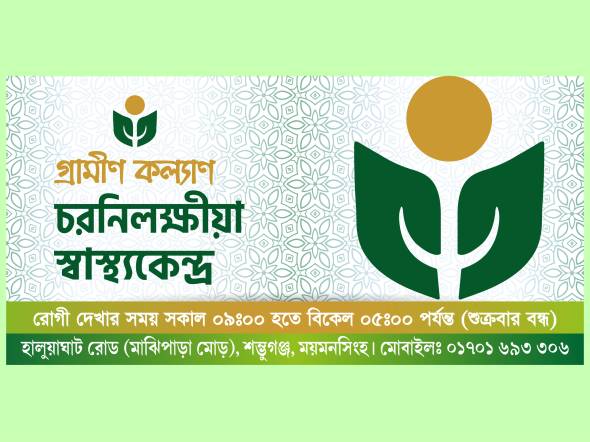 গ্রামীণ কল্যাণ
চরনিলক্ষীয়া
স্বাস্থ্যকেন্দ্র
রোগী দেখার সময় সকাল ০৯ঃ০০ হতে বিকেল ০৫ঃ০০ পর্যন্ত (শুক্রবার বন্ধ)
হালুয়াঘাট রোড (মাঝিপাড়া মোড়), শম্ভুগঞ্জ, ময়মনসিংহ। মোবাইলঃ ০১৭০১ ৬৯৩ ৩০৬